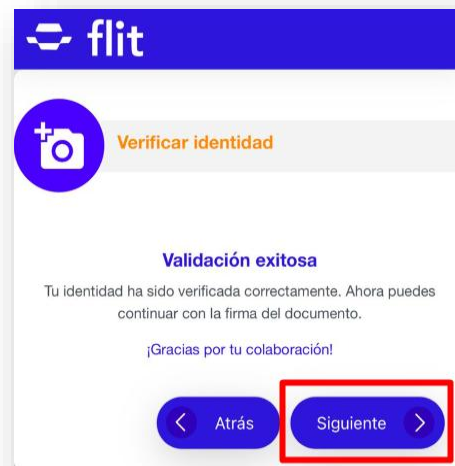 flit
Verificar identidad
Validación exitosa
Tu identidad ha sido verificada correctamente. Ahora puedes
continuar con la firma del documento.
¡Gracias por tu colaboración!
Atrás
Siguiente